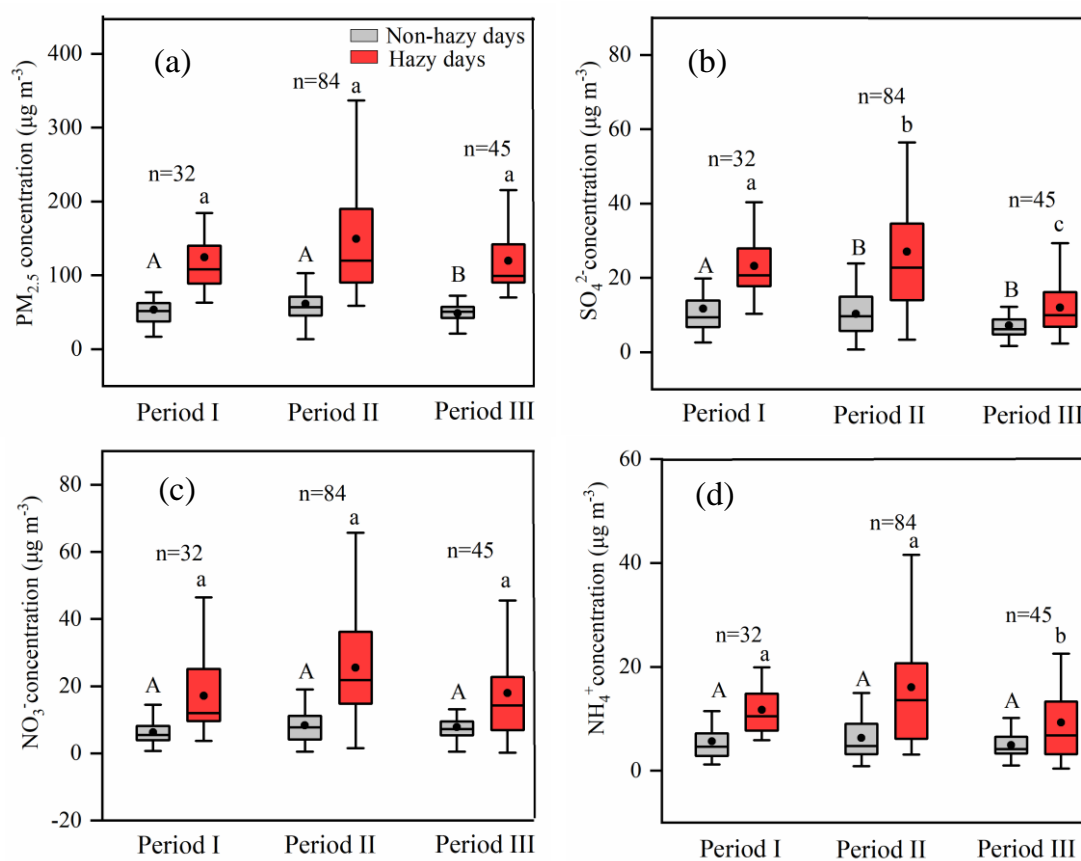 (a)
Non-hazy days
Hazy days
PM2.5 concentration (μg m-3)
400
300
200
100
0
n=32
n=84
n=45
A
a
A
a
B
a
Period I
Period II
Period III
(b)
SO42- concentration (μg m-3)
80
60
40
20
0
n=32
n=84
n=45
A
a
B
b
B
c
Period I
Period II
Period III
(c)
NO3- concentration (μg m-3)
80
60
40
20
0
-20
n=32
n=84
n=45
A
a
A
a
A
a
Period I
Period II
Period III
(d)
NH4+ concentration (μg m-3)
60
40
20
0
n=32
n=84
n=45
A
a
A
a
A
b
Period I
Period II
Period III